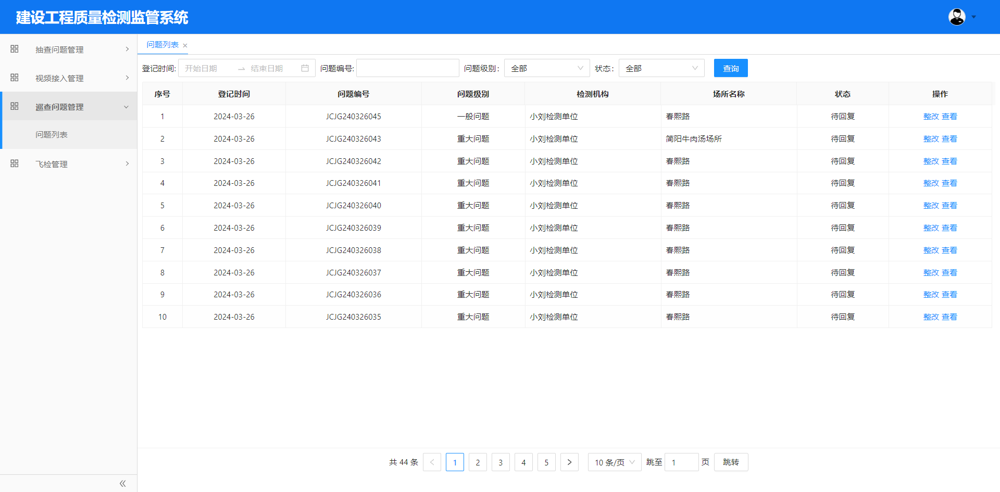 建设工程质量检测监管系统
抽查问题管理
视频接入管理
巡查问题管理
问题列表
飞检管理
问题列表 ×
登记时间: 开始日期 → 结束日期 问题编号: 问题级别: 全部 状态: 全部 查询
序号 登记时间 问题编号 问题级别 检测机构 场所名称 状态 操作
1 2024-03-26 JCJG240326045 一般问题 小刘检测单位 春熙路 待回复 整改 查看
2 2024-03-26 JCJG240326043 重大问题 小刘检测单位 简阳牛肉汤场所 待回复 整改 查看
3 2024-03-26 JCJG240326042 重大问题 小刘检测单位 春熙路 待回复 整改 查看
4 2024-03-26 JCJG240326041 重大问题 小刘检测单位 春熙路 待回复 整改 查看
5 2024-03-26 JCJG240326040 重大问题 小刘检测单位 春熙路 待回复 整改 查看
6 2024-03-26 JCJG240326039 重大问题 小刘检测单位 春熙路 待回复 整改 查看
7 2024-03-26 JCJG240326038 重大问题 小刘检测单位 春熙路 待回复 整改 查看
8 2024-03-26 JCJG240326037 重大问题 小刘检测单位 春熙路 待回复 整改 查看
9 2024-03-26 JCJG240326036 重大问题 小刘检测单位 春熙路 待回复 整改 查看
10 2024-03-26 JCJG240326035 重大问题 小刘检测单位 春熙路 待回复 整改 查看
共 44 条 < 1 2 3 4 5 > 10 条/页 跳至 1 页 跳转